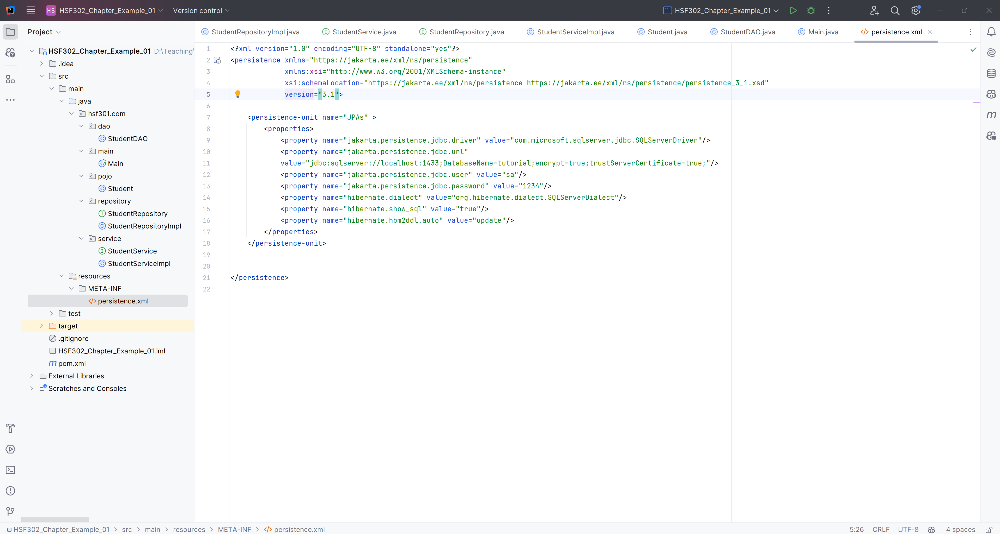 HS HSF302_Chapter_Example_01 Version control HSF302_Chapter_Example_01
Project
StudentRepositoryImpl.java StudentService.java StudentRepository.java StudentServiceImpl.java Student.java StudentDAO.java Main.java persistence.xml
HSF302_Chapter_Example_01 D:\Teaching\
.idea
src
main
java
hsf301.com
dao
StudentDAO
main
Main
pojo
Student
repository
StudentRepository
StudentRepositoryImpl
service
StudentService
StudentServiceImpl
resources
META-INF
persistence.xml
test
target
.gitignore
HSF302_Chapter_Example_01.iml
pom.xml
External Libraries
Scratches and Consoles
1 <?xml version="1.0" encoding="UTF-8" standalone="yes"?>
2 <persistence xmlns="https://jakarta.ee/xml/ns/persistence"
3 xmlns:xsi="http://www.w3.org/2001/XMLSchema-instance"
4 xsi:schemaLocation="https://jakarta.ee/xml/ns/persistence https://jakarta.ee/xml/ns/persistence/persistence_3_1.xsd"
5 version="3.1">
6
7 <persistence-unit name="JPAs" >
8 <properties>
9 <property name="jakarta.persistence.jdbc.driver" value="com.microsoft.sqlserver.jdbc.SQLServerDriver"/>
10 <property name="jakarta.persistence.jdbc.url"
11 value="jdbc:sqlserver://localhost:1433;DatabaseName=tutorial;encrypt=true;trustServerCertificate=true;"/>
12 <property name="jakarta.persistence.jdbc.user" value="sa"/>
13 <property name="jakarta.persistence.jdbc.password" value="1234"/>
14 <property name="hibernate.dialect" value="org.hibernate.dialect.SQLServerDialect"/>
15 <property name="hibernate.show_sql" value="true"/>
16 <property name="hibernate.hbm2ddl.auto" value="update"/>
17 </properties>
18 </persistence-unit>
19
20
21 </persistence>
22
HSF302_Chapter_Example_01 > src > main > resources > META-INF > persistence.xml 5:26 CRLF UTF-8 4 spaces